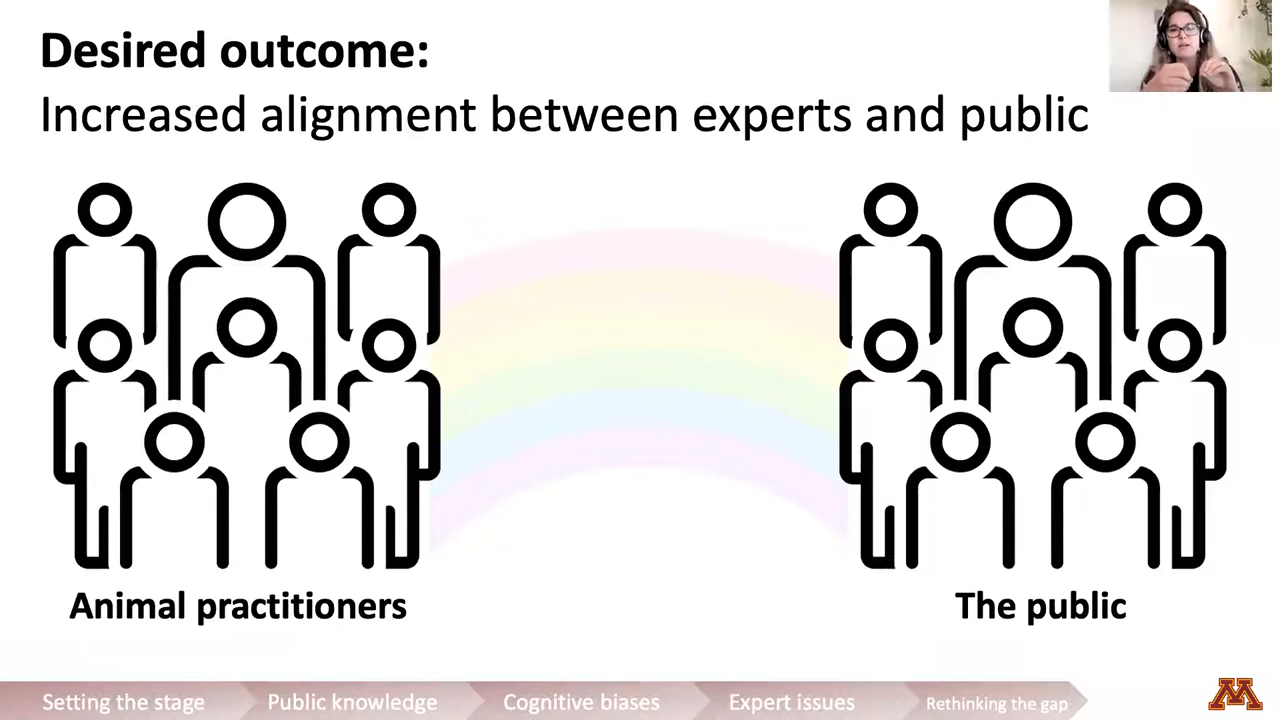 Desired outcome:
Increased alignment between experts and public
Animal practitioners
The public
Setting the stage
Public knowledge
Cognitive biases
Expert issues
Rethinking the gap
M